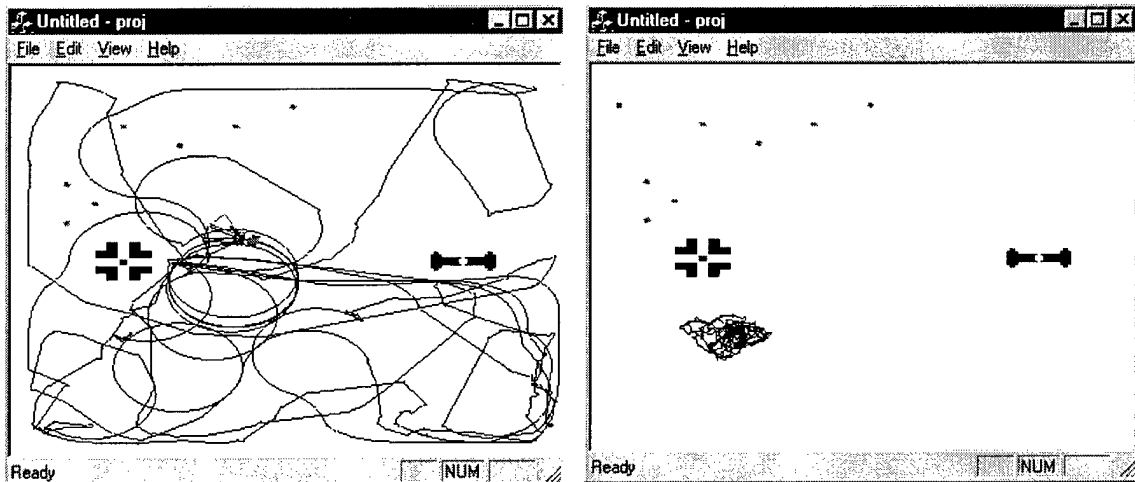 Untitled - proj
File Edit View Help
Ready
NUM
Untitled - proj
File Edit View Help
Ready
NUM